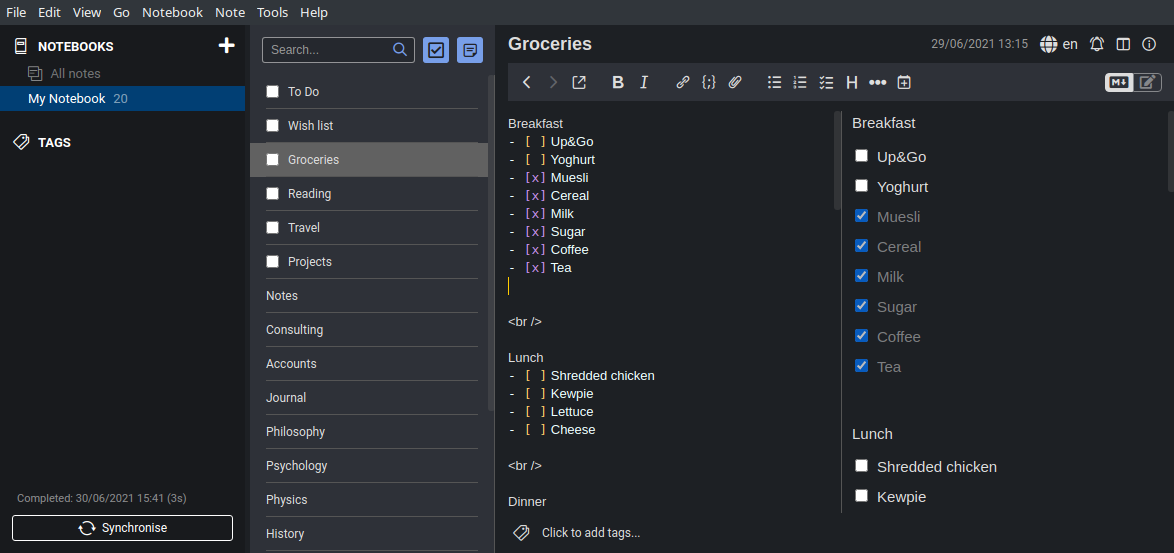 File Edit View Go Notebook Note Tools Help
NOTEBOOKS
All notes
My Notebook 20
TAGS
Completed: 30/06/2021 15:41 (3s)
Synchronise
Search...
To Do
Wish list
Groceries
Reading
Travel
Projects
Notes
Consulting
Accounts
Journal
Philosophy
Psychology
Physics
History
Groceries
29/06/2021 13:15 en
B I {;} H M
Breakfast
- [ ] Up&Go
- [ ] Yoghurt
- [x] Muesli
- [x] Cereal
- [x] Milk
- [x] Sugar
- [x] Coffee
- [x] Tea
<br />
Lunch
- [ ] Shredded chicken
- [ ] Kewpie
- [ ] Lettuce
- [ ] Cheese
<br />
Dinner
Click to add tags...
Breakfast
Up&Go
Yoghurt
Muesli
Cereal
Milk
Sugar
Coffee
Tea
Lunch
Shredded chicken
Kewpie